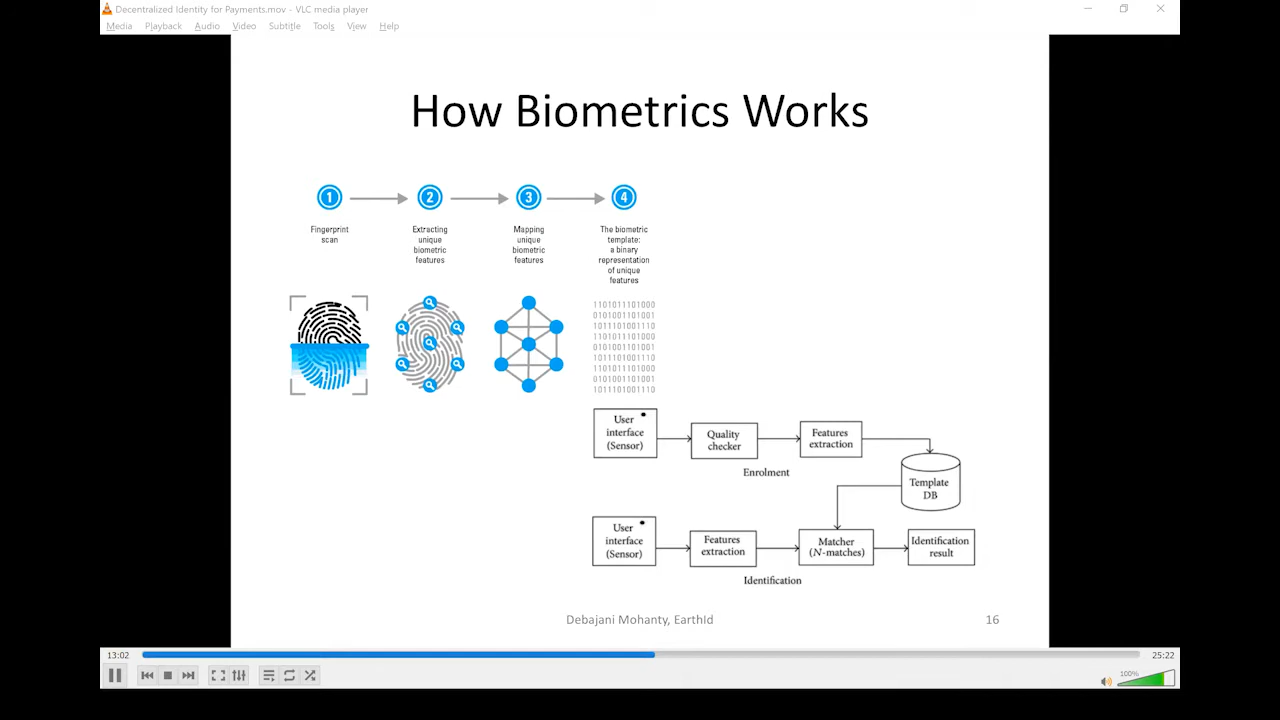 Decentralized Identity for Payments.mov - VLC media player
Media Playback Audio Video Subtitle Tools View Help
How Biometrics Works
1
2
3
4
Fingerprint
scan
Extracting
unique
biometric
features
Mapping
unique
biometric
features
The biometric
template:
a binary
representation
of unique
features
1101011101000
0101001101001
1011101001110
1101011101000
0101001101001
1011101001110
1101011101000
0101001101001
1011101001110
User
interface
(Sensor)
Quality
checker
Features
extraction
Enrolment
Template
DB
User
interface
(Sensor)
Features
extraction
Matcher
(N-matches)
Identification
result
Identification
Debajani Mohanty, EarthId
16
13:02
25:22
100%